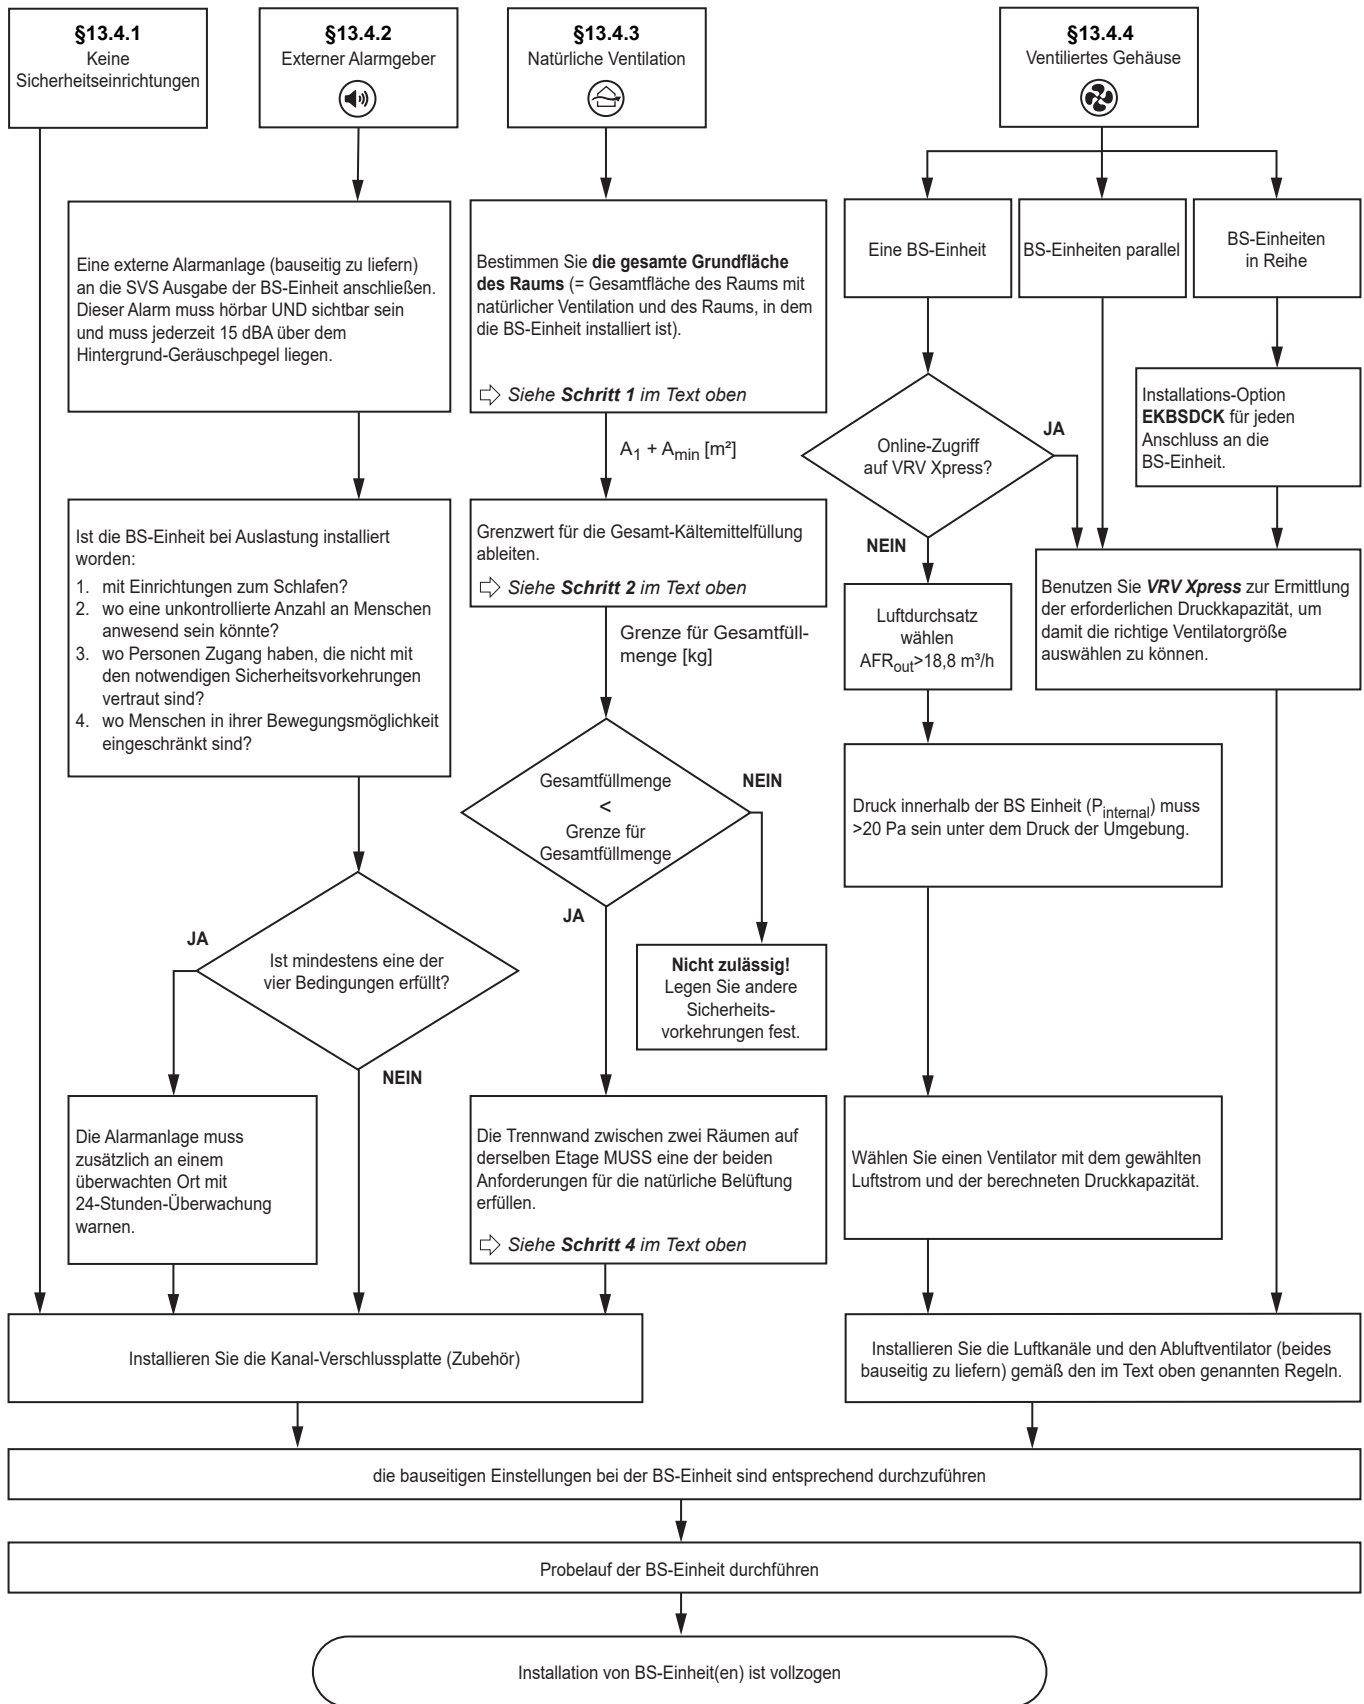 §13.4.1
Keine
Sicherheitseinrichtungen
§13.4.2
Externer Alarmgeber
§13.4.3
Natürliche Ventilation
§13.4.4
Ventiliertes Gehäuse
Eine externe Alarmanlage (bauseitig zu liefern)
an die SVS Ausgabe der BS-Einheit anschließen.
Dieser Alarm muss hörbar UND sichtbar sein
und muss jederzeit 15 dBA über dem
Hintergrund-Geräuschpegel liegen.
Ist die BS-Einheit bei Auslastung installiert
worden:
1. mit Einrichtungen zum Schlafen?
2. wo eine unkontrollierte Anzahl an Menschen
anwesend sein könnte?
3. wo Personen Zugang haben, die nicht mit
den notwendigen Sicherheitsvorkehrungen
vertraut sind?
4. wo Menschen in ihrer Bewegungsmöglichkeit
eingeschränkt sind?
JA
Ist mindestens eine der
vier Bedingungen erfüllt?
NEIN
Die Alarmanlage muss
zusätzlich an einem
überwachten Ort mit
24-Stunden-Überwachung
warnen.
Bestimmen Sie die gesamte Grundfläche
des Raums (= Gesamtfläche des Raums mit
natürlicher Ventilation und des Raums, in dem
die BS-Einheit installiert ist).
Siehe Schritt 1 im Text oben
A1 + Amin [m²]
Grenzwert für die Gesamt-Kältemittelfüllung
ableiten.
Siehe Schritt 2 im Text oben
Grenze für Gesamtfüll-
menge [kg]
Gesamtfüllmenge
<
Grenze für
Gesamtfüllmenge
NEIN
JA
Nicht zulässig!
Legen Sie andere
Sicherheits-
vorkehrungen fest.
Die Trennwand zwischen zwei Räumen auf
derselben Etage MUSS eine der beiden
Anforderungen für die natürliche Belüftung
erfüllen.
Siehe Schritt 4 im Text oben
Eine BS-Einheit
BS-Einheiten parallel
BS-Einheiten
in Reihe
Online-Zugriff
auf VRV Xpress?
JA
NEIN
Installations-Option
EKBSDCK für jeden
Anschluss an die
BS-Einheit.
Luftdurchsatz
wählen
AFRout>18,8 m³/h
Benutzen Sie VRV Xpress zur Ermittlung
der erforderlichen Druckkapazität, um
damit die richtige Ventilatorgröße
auswählen zu können.
Druck innerhalb der BS Einheit (Pinternal) muss
>20 Pa sein unter dem Druck der Umgebung.
Wählen Sie einen Ventilator mit dem gewählten
Luftstrom und der berechneten Druckkapazität.
Installieren Sie die Kanal-Verschlussplatte (Zubehör)
Installieren Sie die Luftkanäle und den Abluftventilator (beides
bauseitig zu liefern) gemäß den im Text oben genannten Regeln.
die bauseitigen Einstellungen bei der BS-Einheit sind entsprechend durchzuführen
Probelauf der BS-Einheit durchführen
Installation von BS-Einheit(en) ist vollzogen